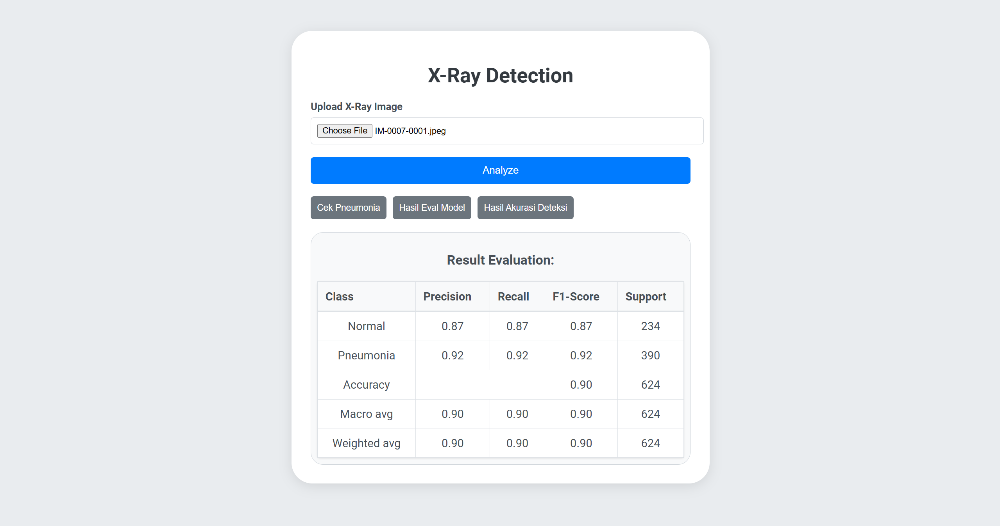 X-Ray Detection
Upload X-Ray Image
Choose File IM-0007-0001.jpeg
Analyze
Cek Pneumonia Hasil Eval Model Hasil Akurasi Deteksi
Result Evaluation:
Class Precision Recall F1-Score Support
Normal 0.87 0.87 0.87 234
Pneumonia 0.92 0.92 0.92 390
Accuracy 0.90 624
Macro avg 0.90 0.90 0.90 624
Weighted avg 0.90 0.90 0.90 624